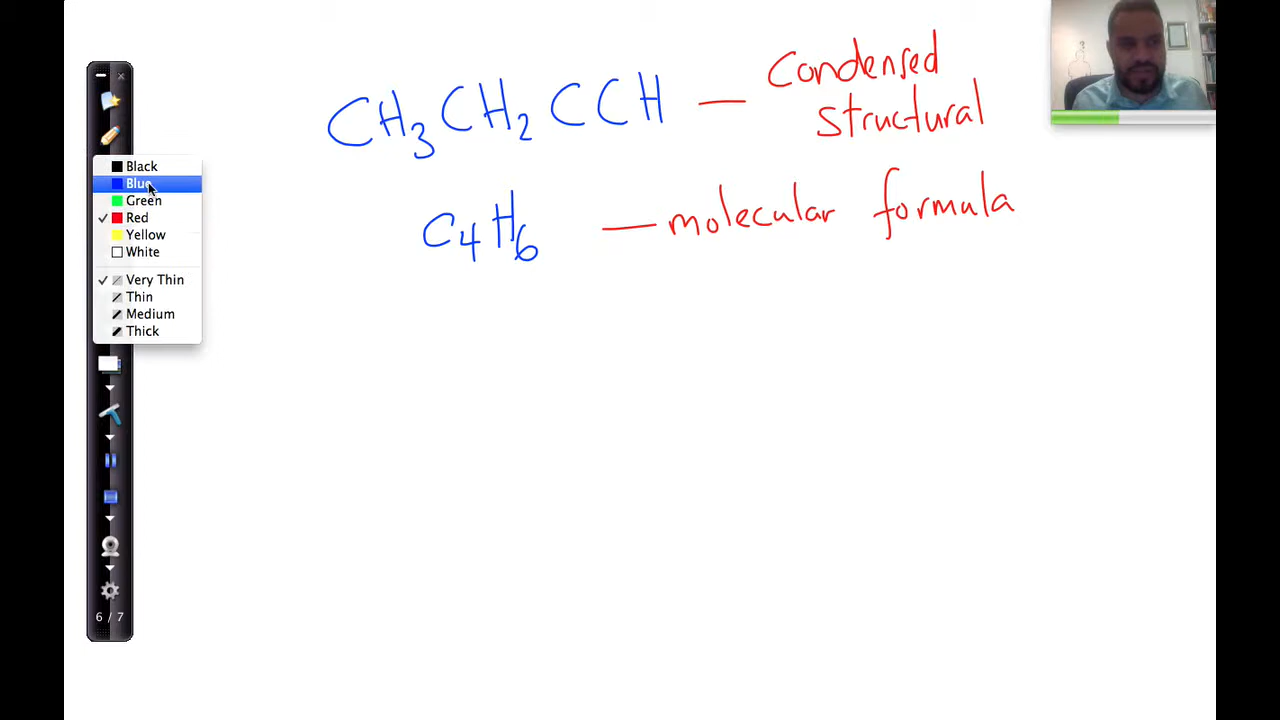 CH₃CH₂CCH — Condensed
structural
C₄H₆ — molecular formula
Black
Blue
Green
Red
Yellow
White
Very Thin
Thin
Medium
Thick
6 / 7